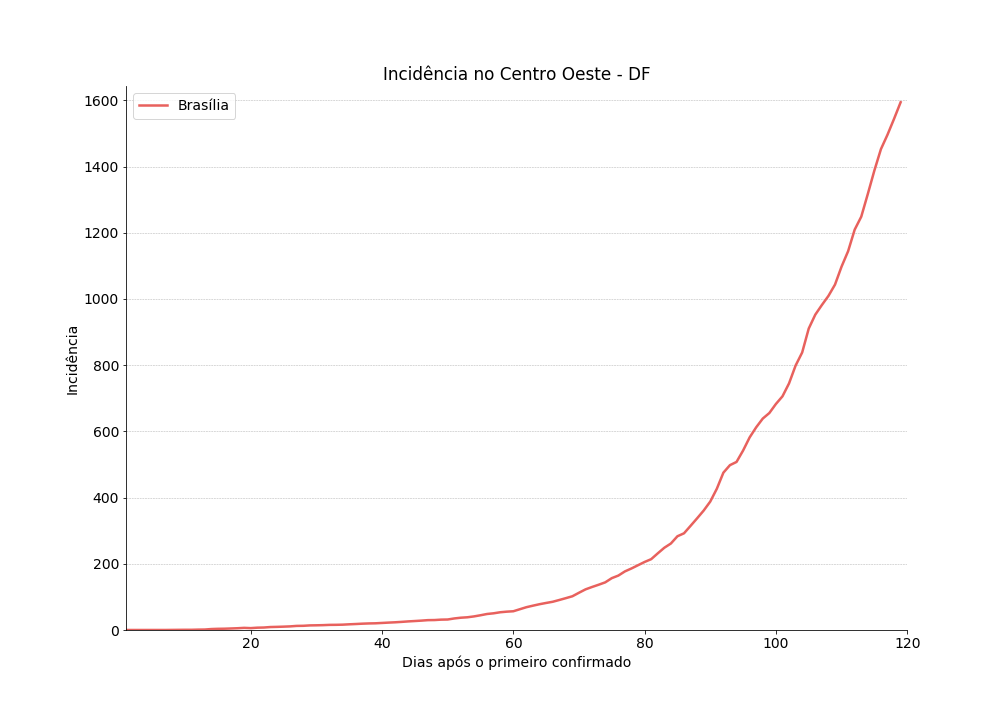 Incidência no Centro Oeste - DF
Brasília
1600
1400
1200
1000
800
600
400
200
0
Incidência
20 40 60 80 100 120
Dias após o primeiro confirmado